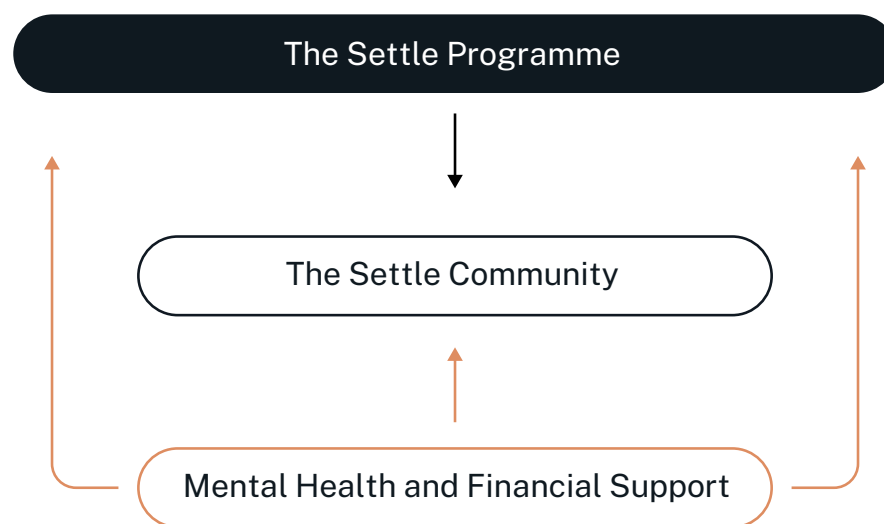 The Settle Programme
The Settle Community
Mental Health and Financial Support